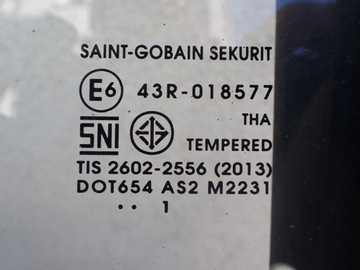 SAINT-GOBAIN SEKURIT
E6 43R-018577
SNI THA
TEMPERED
TIS 2602-2556 (2013)
DOT654 AS2 M2231
•• 1